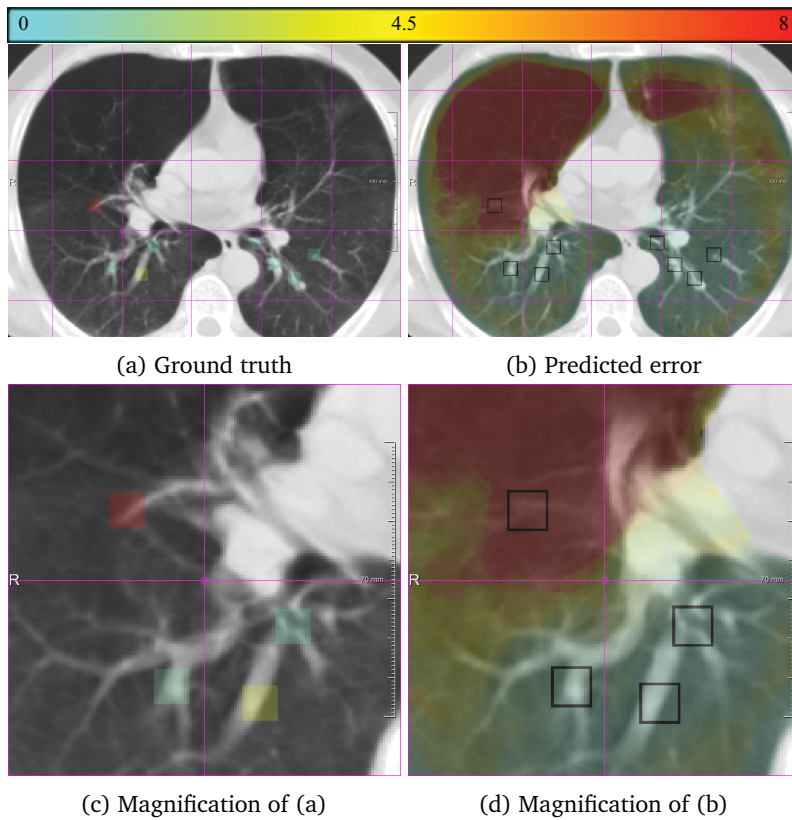 0 4.5 8
R 100 mm 100 mm
(a) Ground truth (b) Predicted error
R 70 mm R 70 mm
(c) Magnification of (a) (d) Magnification of (b)